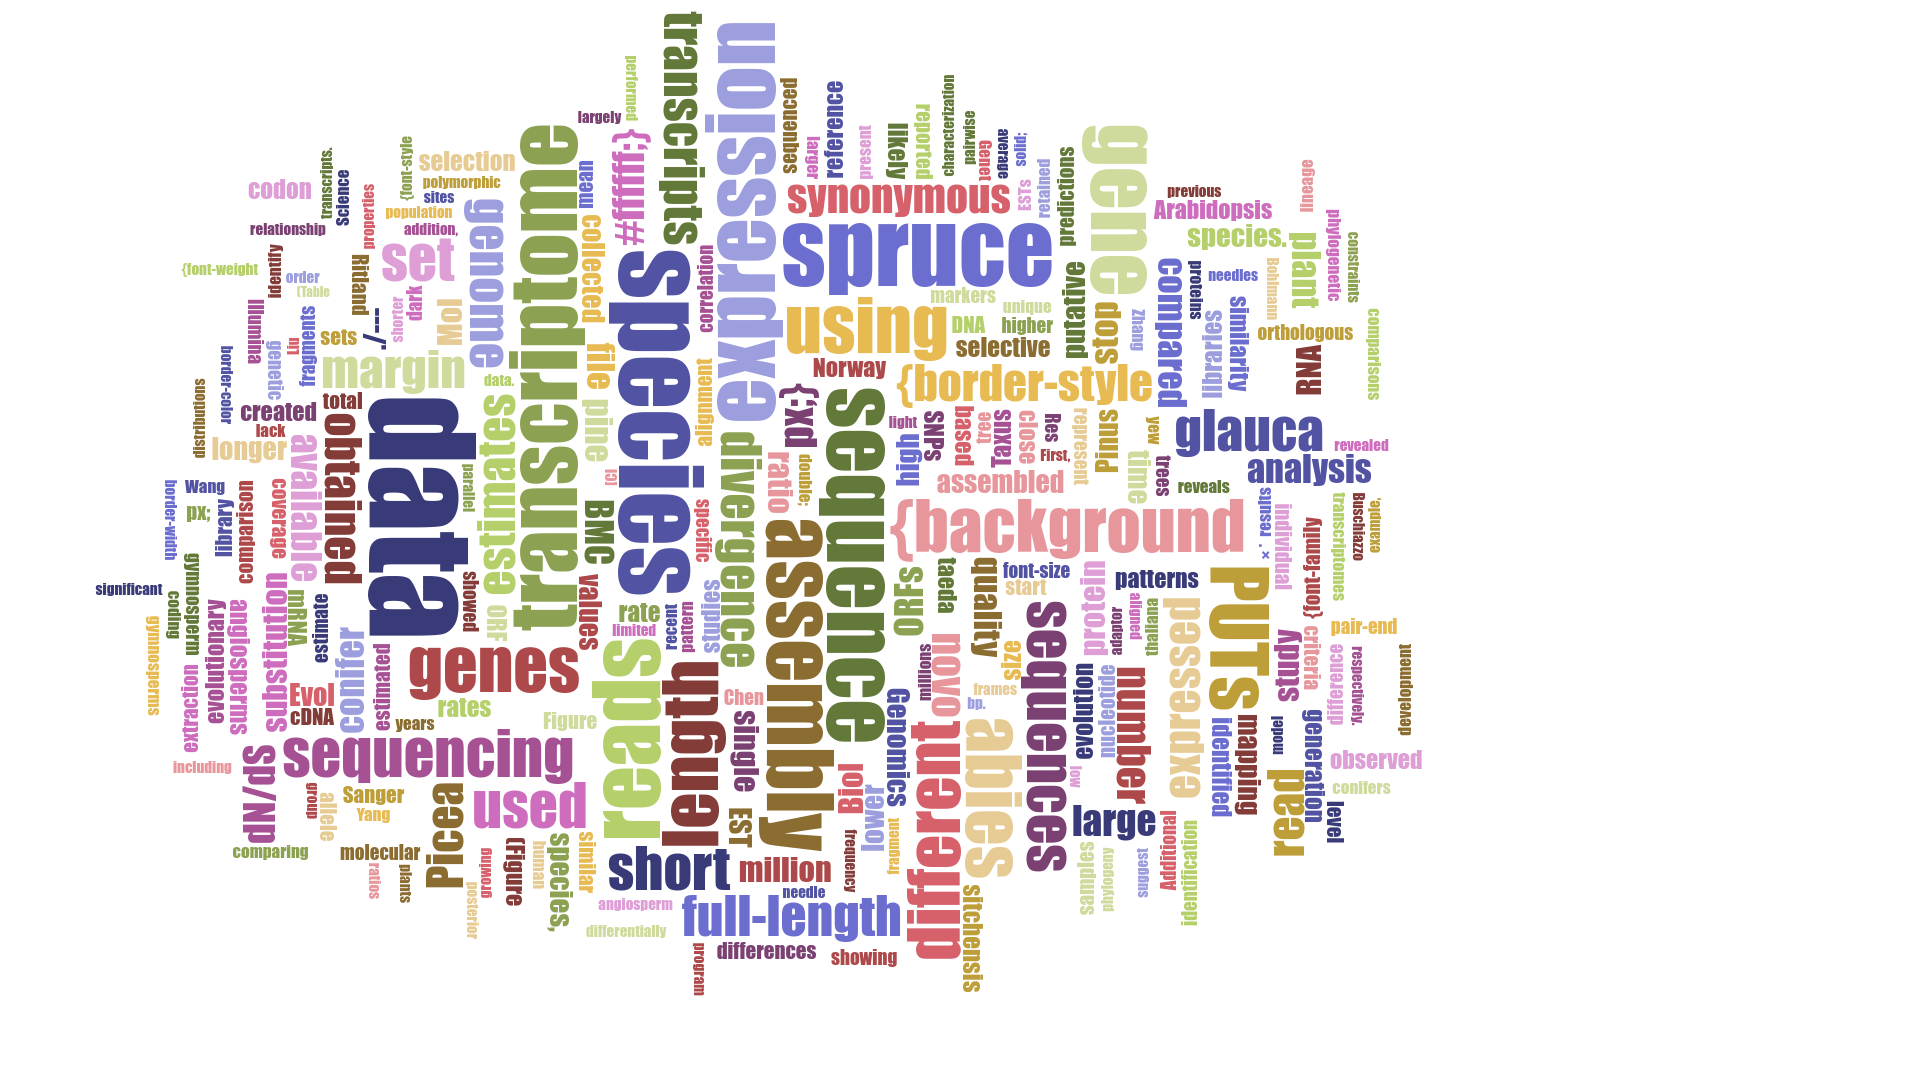 transcripts
expression
performed
largely
#ffffff;}
sequenced
larger
reference
present
likely
reported
characterization
pairwise
Genet
average
solid;
ESTs
retained
predictions
gene
transcriptome
mean
{font-style
selection
polymorphic
sites
population
addition,
codon
transcripts.
Science
properties
relationship
synonymous
spruce
previous
Arabidopsis
lineage
species.
plant
phylogenetic
constraints
set
genome
collected
species
correlation
{font-weight
identify
order
(Table
Ritland
---/.
shorter
dark
Mol
markers
unique
using
DNA
higher
selective
putative
stop
Zhang
compared
proteins
needles
Bohlmann
libraries
similarity
orthologous
RNA
comparisons
Illumina
genetic
Liu
fragments
sets
margin
data.
file
pine
alignment
Norway
{;xd
{border-style
border-color
distributions
created
total
lack
longer
available
obtained
data
parallel
estimates
ici
BMC
specific
divergence
ratio
double;
sequence
light
high
SNPs
based
tree
Taxus
close
Res
First,
represent
Pinus
yew
time
trees
reveals
glauca
revealed
analysis
assembled
{background
border-width
Wang
px;
library
comparison
coverage
× .
results
individual
transcriptomes
Buschiazzo
example,
{font-family
significant
gymnosperms
coding
gymnosperm
evolutionary
angiosperms
substitution
mRNA
estimate
conifer
showed
ORF
values
rate
limited
recent
pattern
studies
assembly
ORFs
taeda
quality
font-size
start
protein
patterns
adaptor
aligned
thaliana
expressed
PUTs
study
criteria
pair-end
difference
respectively,
development
extraction
Evol
cDNA
estimated
genes
rates
years
Figure
reads
length
Chen
single
Genomics
millions
novo
frames
size
bp.
sequences
evolution
nucleotide
number
low
identified
mapping
model
generation
observed
conifers
including
dN/dS
sequencing
group
allele
Sanger
Yang
Picea
used
EST
Biol
lower
different
abies
large
pear
level
comparing
molecular
ratios
plants
posterior
growing
(Figure
human
species,
similar
short
million
needle
frequency
fragment
samples
phylogeny
suggest
Additional
identification
angiosperm
differentially
full-length
sitchensis
program
differences
showing